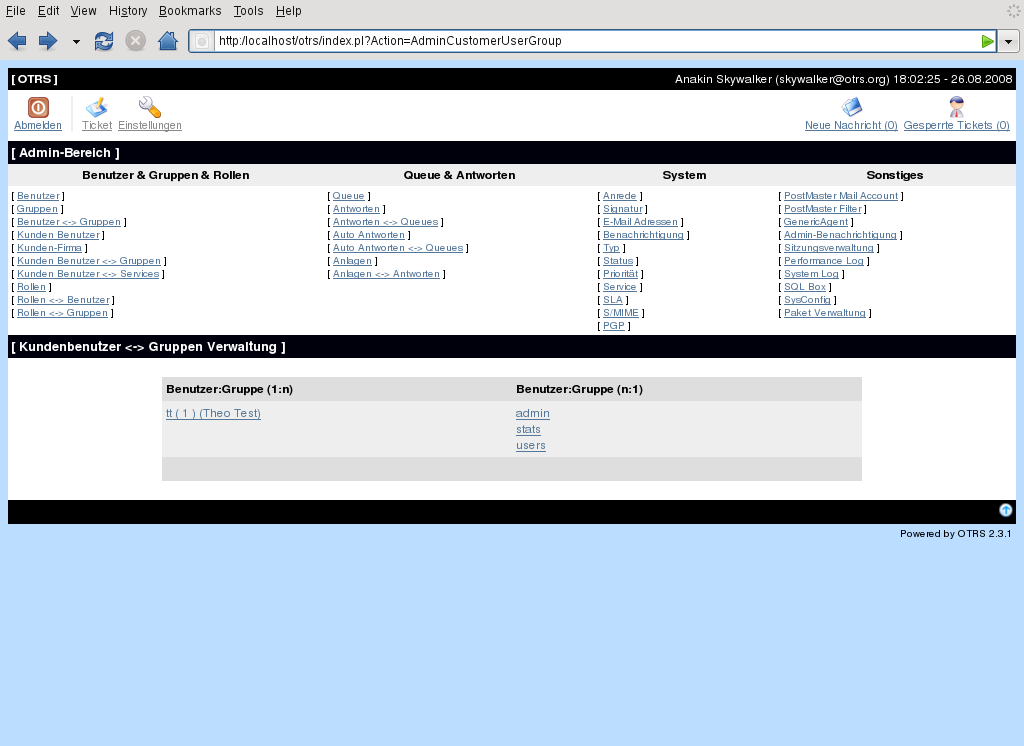 File Edit View History Bookmarks Tools Help
http://localhost/otrs/index.pl?Action=AdminCustomerUserGroup
[ OTRS ] Anakin Skywalker (skywalker@otrs.org) 18:02:25 - 26.08.2008
Abmelden Ticket Einstellungen Neue Nachricht (0) Gesperrte Tickets (0)
[ Admin-Bereich ]
Benutzer & Gruppen & Rollen Queue & Antworten System Sonstiges
[ Benutzer ] [ Queue ] [ Anrede ] [ PostMaster Mail Account ]
[ Gruppen ] [ Antworten ] [ Signatur ] [ PostMaster Filter ]
[ Benutzer <-> Gruppen ] [ Antworten <-> Queues ] [ E-Mail Adressen ] [ GenericAgent ]
[ Kunden Benutzer ] [ Auto Antworten ] [ Benachrichtigung ] [ Admin-Benachrichtigung ]
[ Kunden-Firma ] [ Auto Antworten <-> Queues ] [ Typ ] [ Sitzungsverwaltung ]
[ Kunden Benutzer <-> Gruppen ] [ Anlagen ] [ Status ] [ Performance Log ]
[ Kunden Benutzer <-> Services ] [ Anlagen <-> Antworten ] [ Priorität ] [ System Log ]
[ Rollen ] [ Service ] [ SQL Box ]
[ Rollen <-> Benutzer ] [ SLA ] [ SysConfig ]
[ Rollen <-> Gruppen ] [ S/MIME ] [ Paket Verwaltung ]
[ PGP ]
[ Kundenbenutzer <-> Gruppen Verwaltung ]
Benutzer:Gruppe (1:n) Benutzer:Gruppe (n:1)
tt ( 1 ) (Theo Test) admin
stats
users
Powered by OTRS 2.3.1